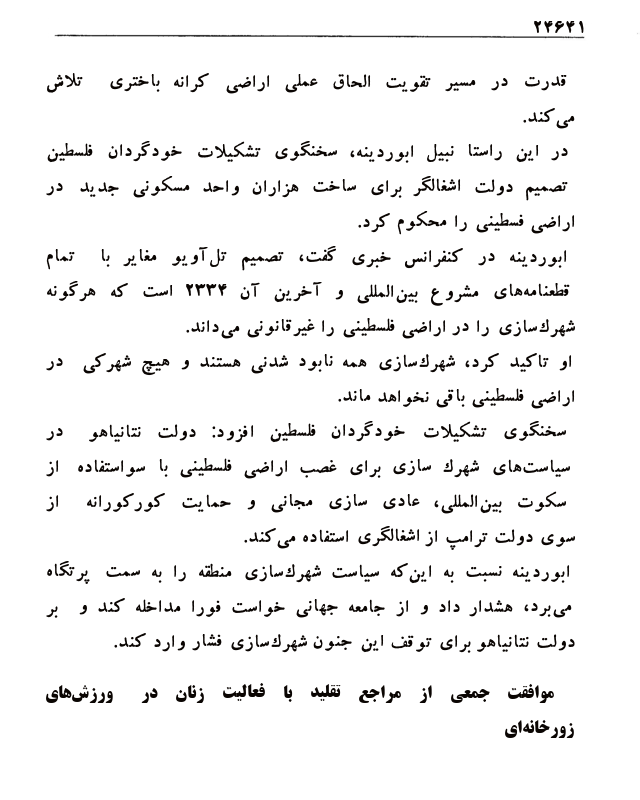 ۲۴۶۴۱
قدرت در مسیر تقویت الحاق عملی اراضی کرانه باختری تلاش
می‌کند.
در این راستا نبیل ابوردینه، سخنگوی تشکیلات خودگردان فلسطین
تصمیم دولت اشغالگر برای ساخت هزاران واحد مسکونی جدید در
اراضی فسطینی را محکوم کرد.
ابوردینه در کنفرانس خبری گفت، تصمیم تل‌آویو مغایر با تمام
قطعنامه‌های مشروع بین‌المللی و آخرین آن ۲۳۳۴ است که هرگونه
شهرك‌سازی را در اراضی فلسطینی را غیرقانونی می‌داند.
او تاکید کرد، شهرك‌سازی همه نابود شدنی هستند و هیچ شهرکی در
اراضی فلسطینی باقی نخواهد ماند.
سخنگوی تشکیلات خودگردان فلسطین افزود: دولت نتانیاهو در
سیاست‌های شهرك سازی برای غصب اراضی فلسطینی با سواستفاده از
سکوت بین‌المللی، عادی سازی مجانی و حمایت کورکورانه از
سوی دولت ترامپ از اشغالگری استفاده می‌کند.
ابوردینه نسبت به این‌که سیاست شهرك‌سازی منطقه را به سمت پرتگاه
می‌برد، هشدار داد و از جامعه جهانی خواست فورا مداخله کند و بر
دولت نتانیاهو برای توقف این جنون شهرك‌سازی فشار وارد کند.
موافقت جمعی از مراجع تقلید با فعالیت زنان در ورزش‌های
زورخانه‌ای